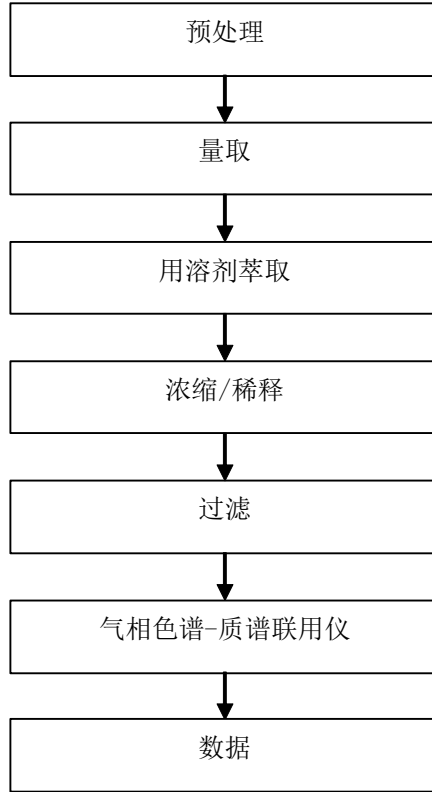 预处理
量取
用溶剂萃取
浓缩/稀释
过滤
气相色谱-质谱联用仪
数据